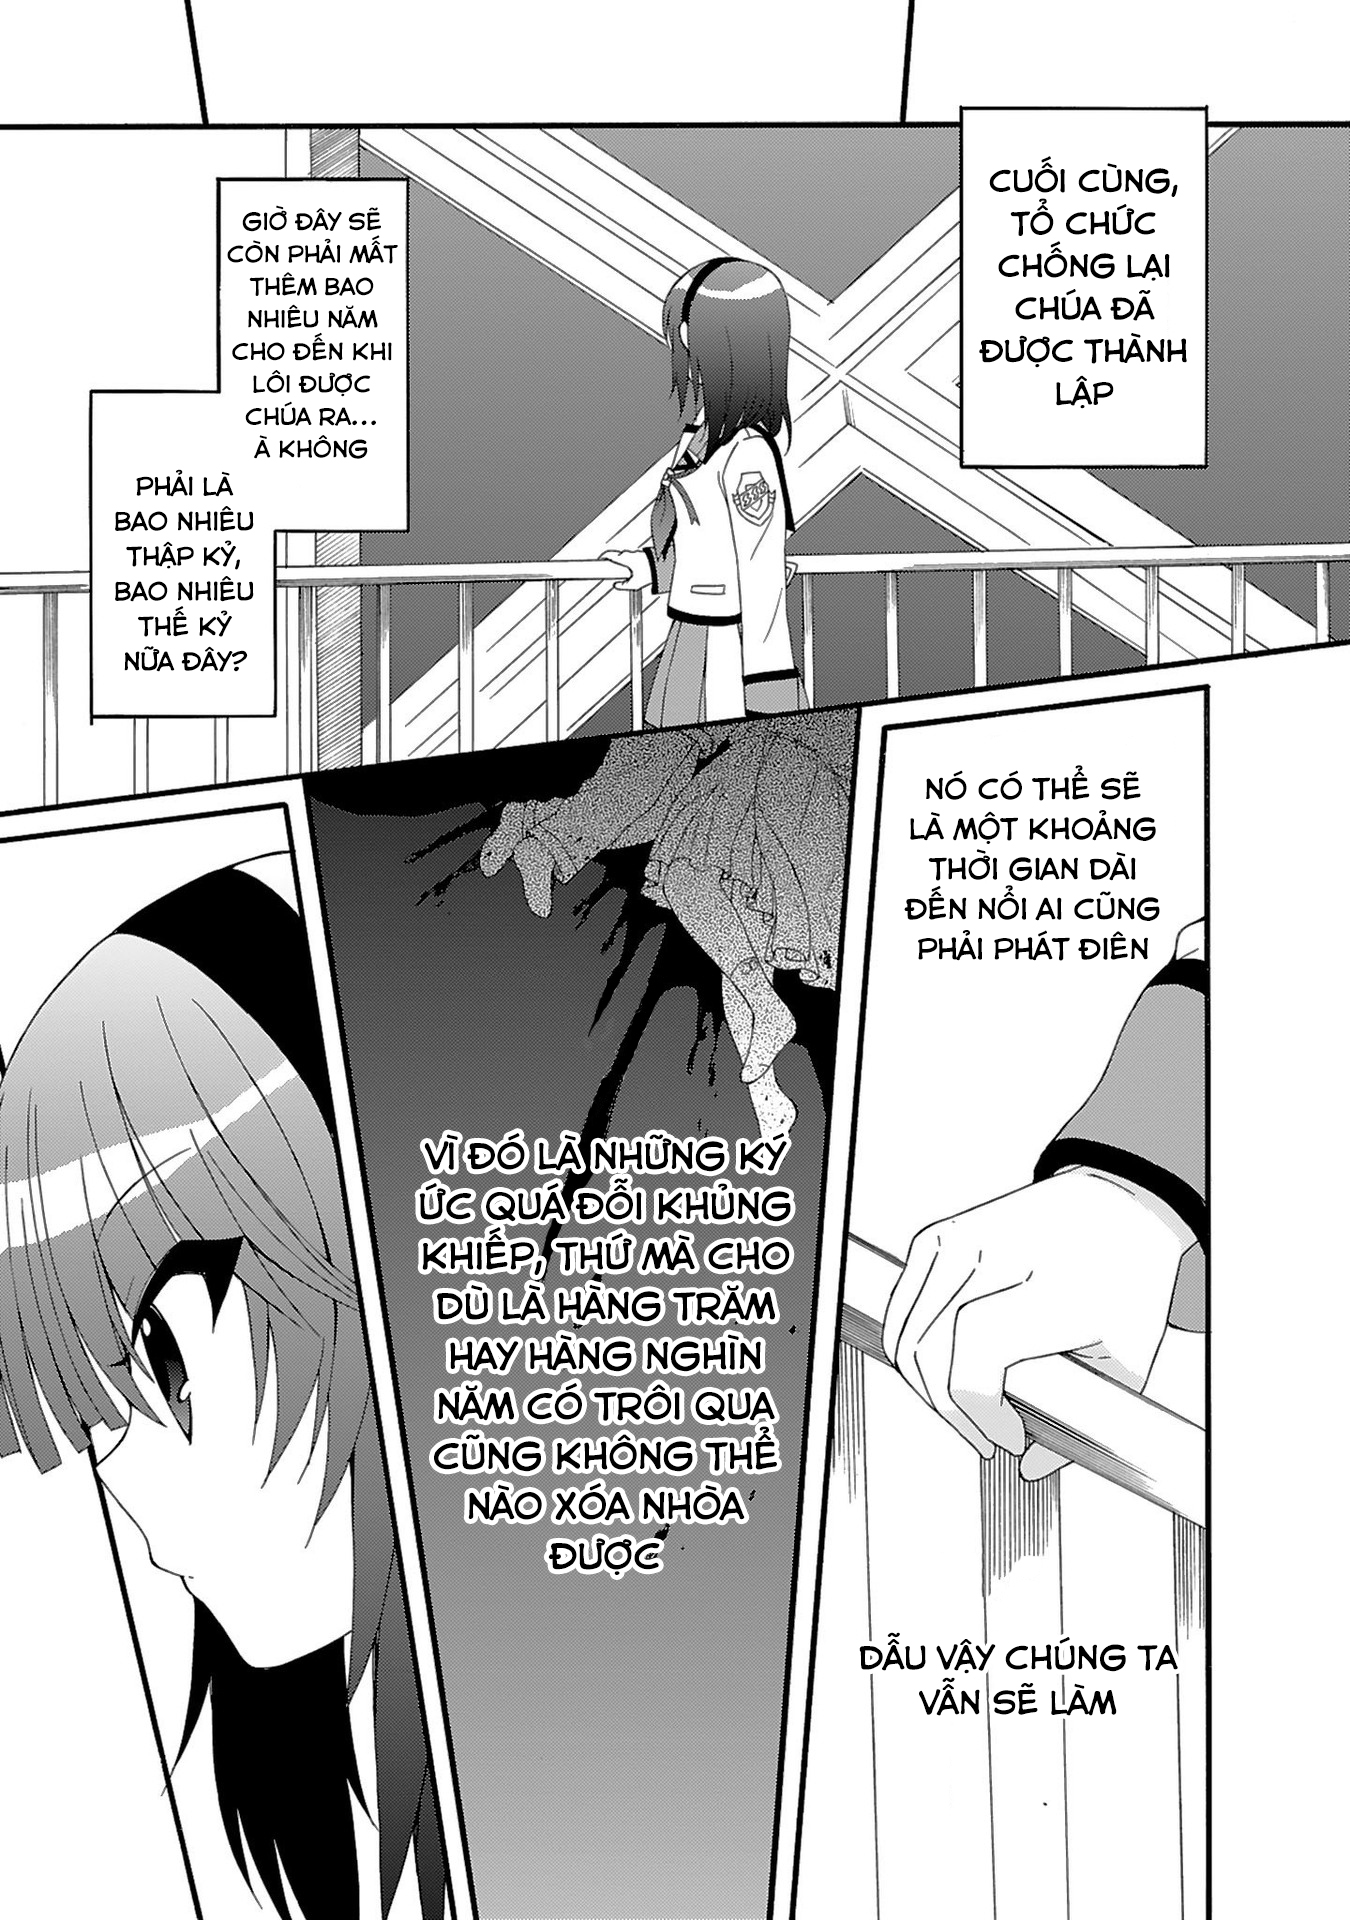 CUỐI CÙNG,
TỔ CHỨC
CHỐNG LẠI
CHÚA ĐÃ
ĐƯỢC THÀNH
LẬP
GIỜ ĐÂY SẼ
CÒN PHẢI MẤT
THÊM BAO
NHIÊU NĂM
CHO ĐẾN KHI
LÔI ĐƯỢC
CHÚA RA...
À KHÔNG
PHẢI LÀ
BAO NHIÊU
THẬP KỶ,
BAO NHIÊU
THẾ KỶ
NỮA ĐÂY?
NÓ CÓ THỂ SẼ
LÀ MỘT KHOẢNG
THỜI GIAN DÀI
ĐẾN NỔI AI CŨNG
PHẢI PHÁT ĐIÊN
DẪU VẬY CHÚNG TA
VẪN SẼ LÀM
VÌ ĐÓ LÀ NHỮNG KÝ
ỨC QUÁ ĐỖI KHỦNG
KHIẾP, THỨ MÀ CHO
DÙ LÀ HÀNG TRĂM
HAY HÀNG NGHÌN
NĂM CÓ TRÔI QUA
CŨNG KHÔNG THỂ
NÀO XÓA NHÒA
ĐƯỢC